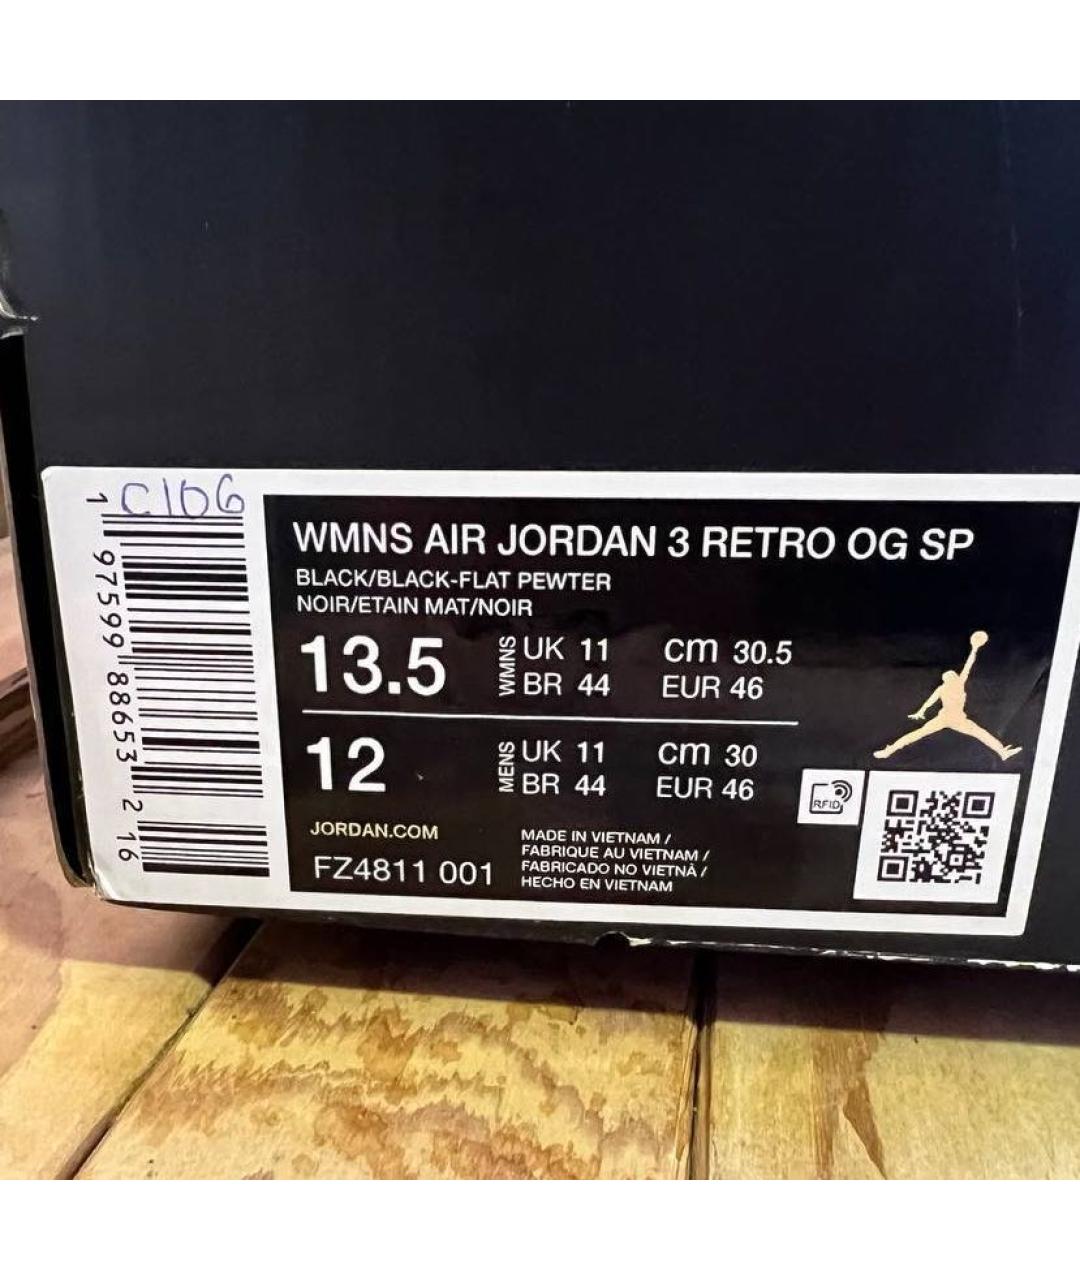 C106
1 97599 88653 2 16
WMNS AIR JORDAN 3 RETRO OG SP
BLACK/BLACK-FLAT PEWTER
NOIR/ETAIN MAT/NOIR
13.5 WMNS UK 11 cm 30.5
BR 44 EUR 46
12 MENS UK 11 cm 30
BR 44 EUR 46
JORDAN.COM
FZ4811 001
MADE IN VIETNAM /
FABRIQUE AU VIETNAM /
FABRICADO NO VIETNÃ /
HECHO EN VIETNAM
RFID